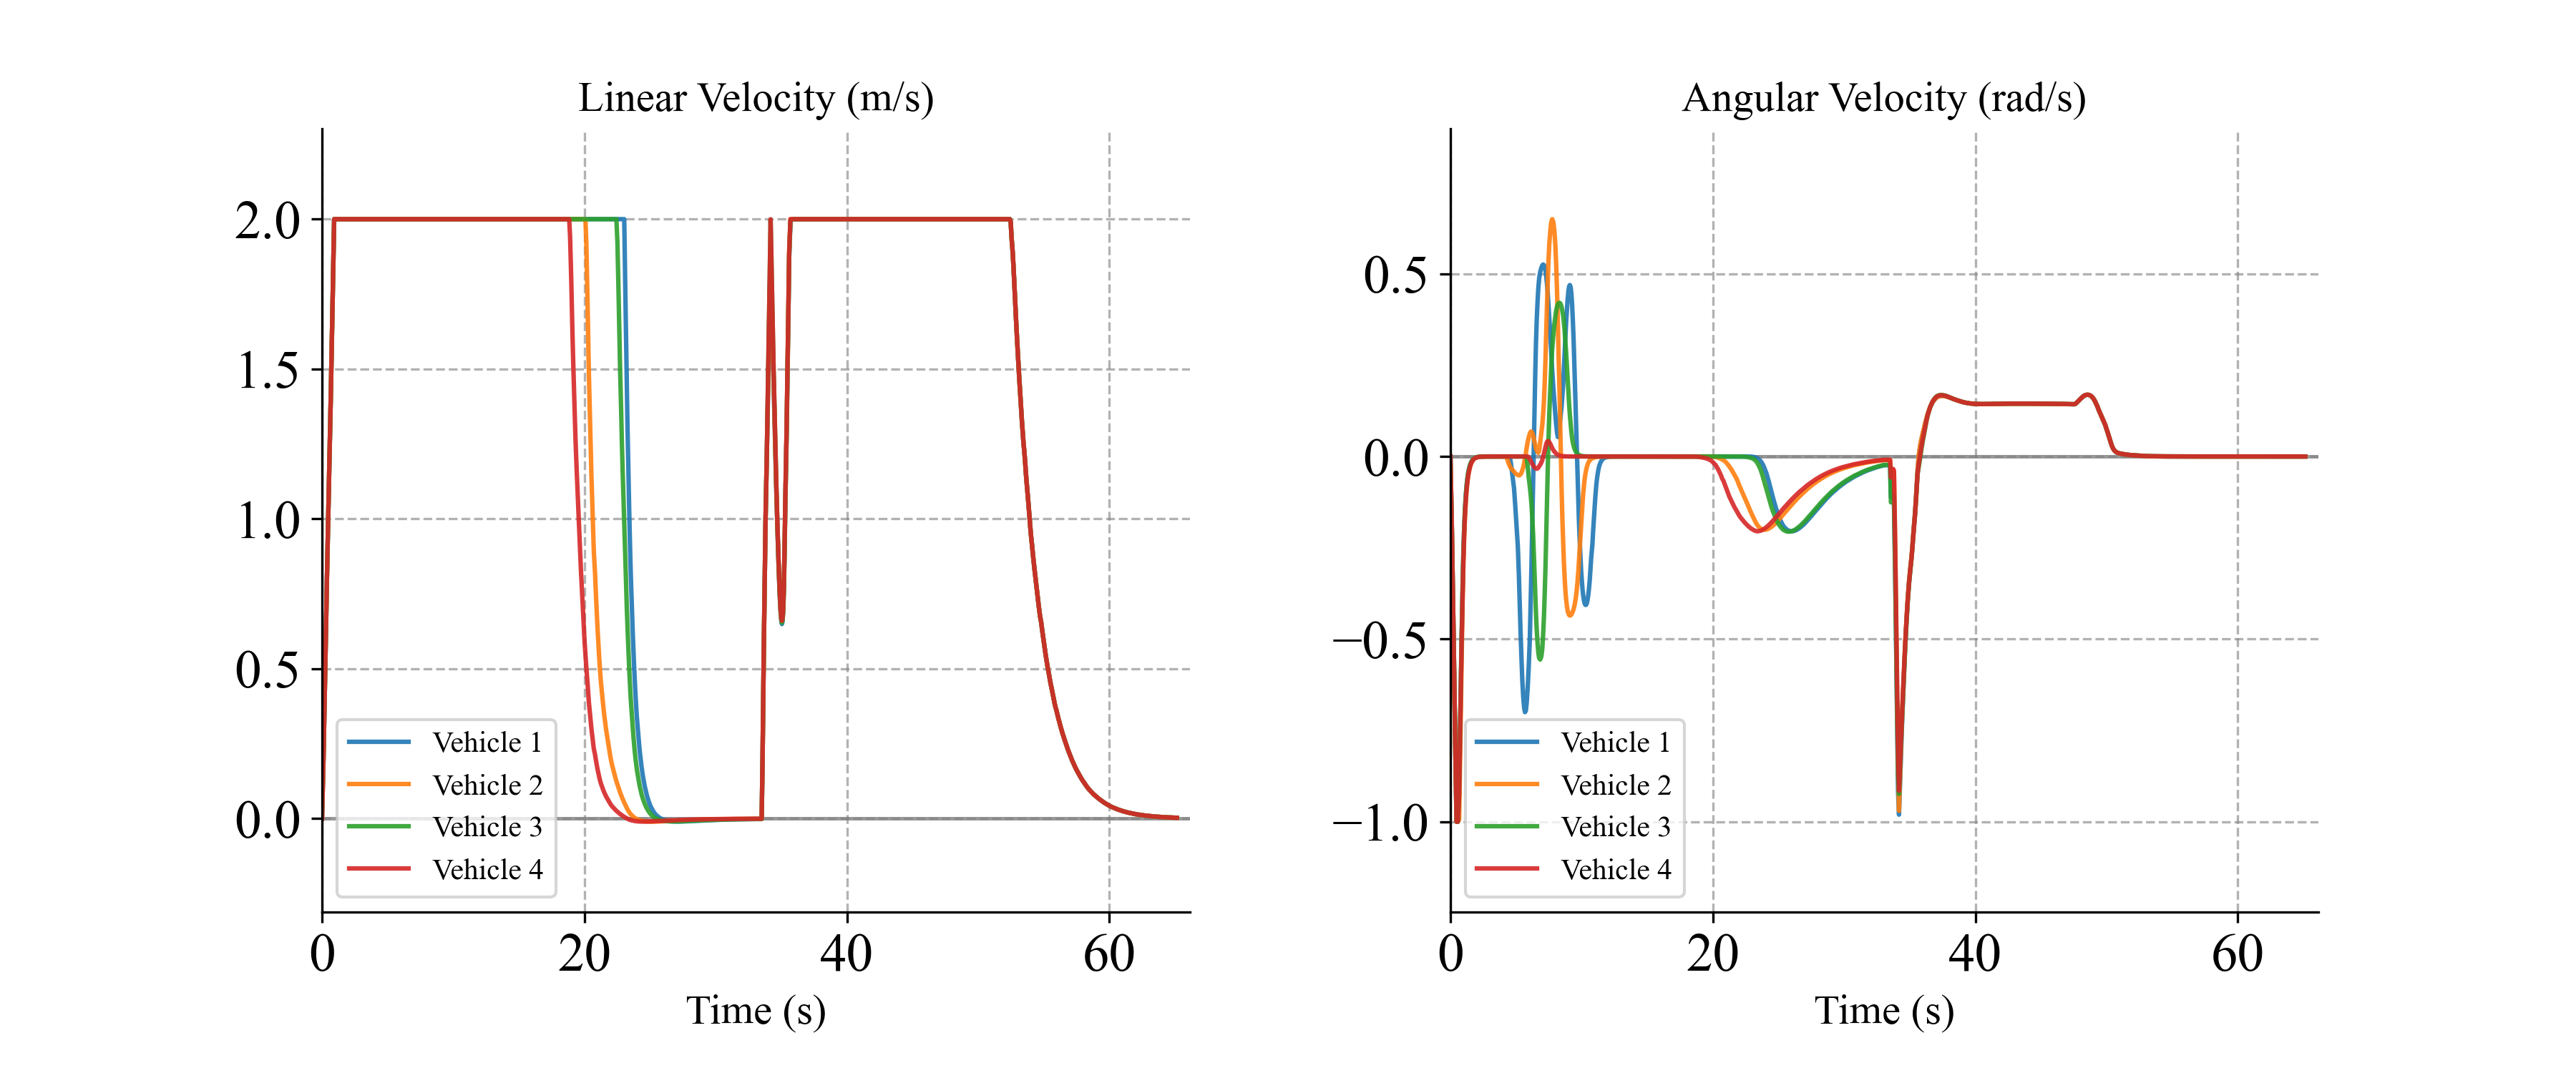 Linear Velocity (m/s)
2.0
1.5
1.0
0.5
0.0
Vehicle 1
Vehicle 2
Vehicle 3
Vehicle 4
0 20 40 60
Time (s)
Angular Velocity (rad/s)
0.5
0.0
−0.5
−1.0
Vehicle 1
Vehicle 2
Vehicle 3
Vehicle 4
0 20 40 60
Time (s)